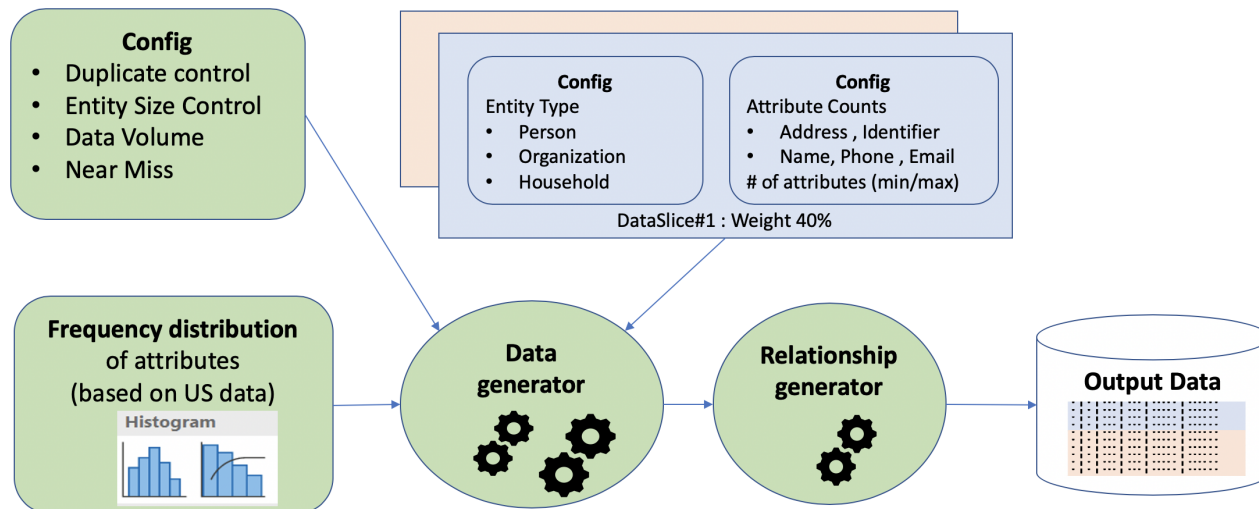 Config
• Duplicate control
• Entity Size Control
• Data Volume
• Near Miss
Config
Entity Type
• Person
• Organization
• Household
Config
Attribute Counts
• Address , Identifier
• Name, Phone , Email
# of attributes (min/max)
DataSlice#1 : Weight 40%
Frequency distribution
of attributes
(based on US data)
Histogram
Data
generator
Relationship
generator
Output Data